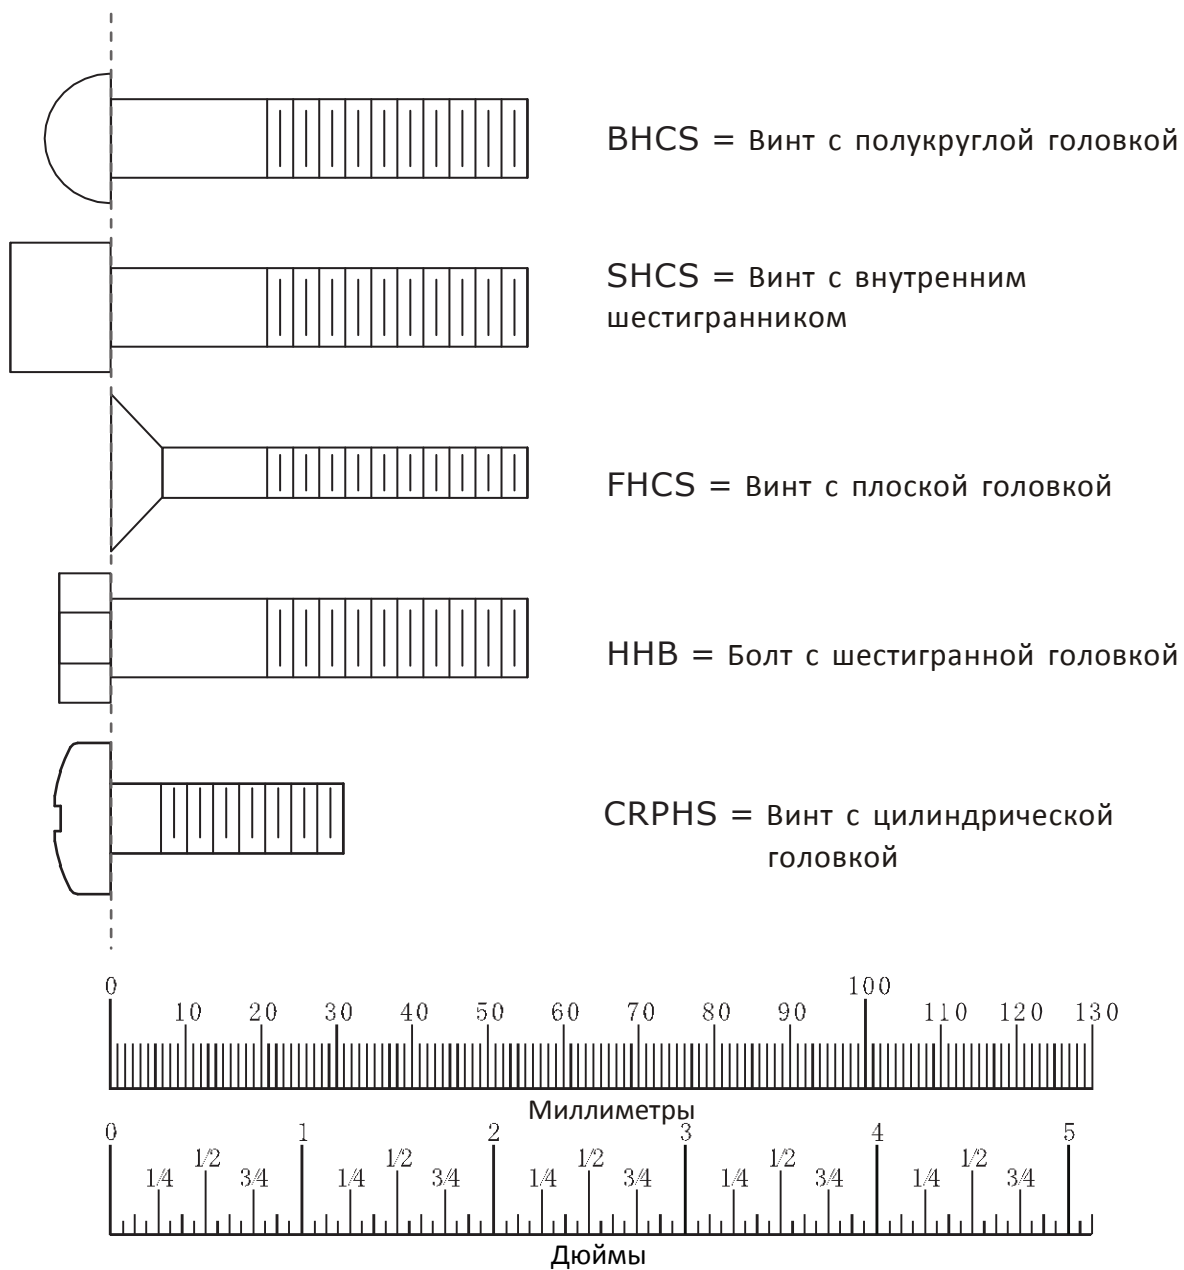 BHCS = Винт с полукруглой головкой
SHCS = Винт с внутренним
шестигранником
FHCS = Винт с плоской головкой
HHB = Болт с шестигранной головкой
CRPHS = Винт с цилиндрической
головкой
0 10 20 30 40 50 60 70 80 90 100 110 120 130
Миллиметры
0 1/4 1/2 3/4 1 1/4 1/2 3/4 2 1/4 1/2 3/4 3 1/4 1/2 3/4 4 1/4 1/2 3/4 5
Дюймы